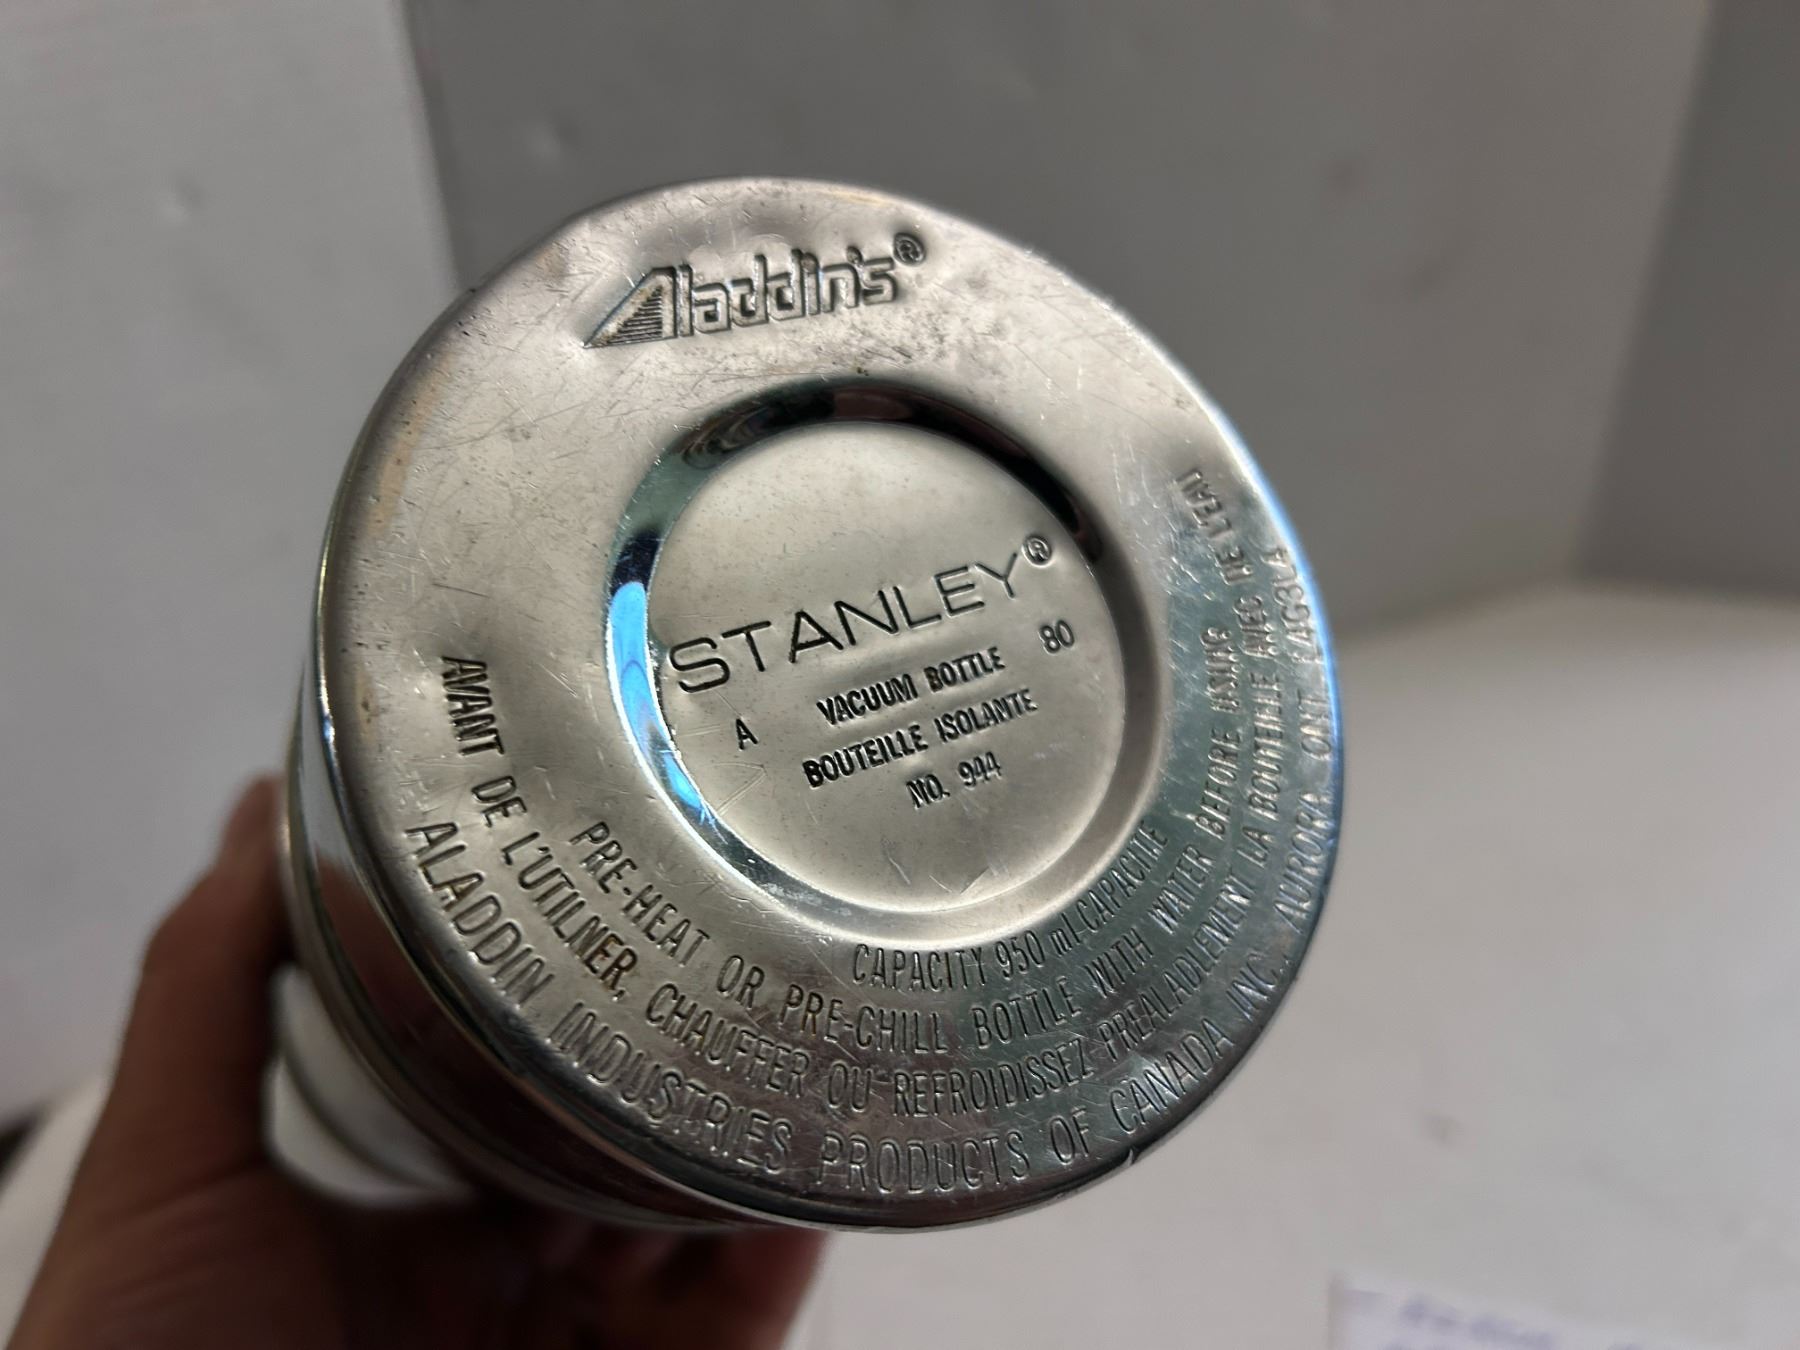 Aladdin's®
STANLEY®
A VACUUM BOTTLE 80
BOUTEILLE ISOLANTE
NO. 944
CAPACITY 950 ml-CAPACITE
PRE-HEAT OR PRE-CHILL BOTTLE WITH WATER BEFORE USING
AVANT DE L'UTILNER, CHAUFFER OU REFROIDISSEZ PREALADLEMENT LA BOUTEILLE AVEC DE L'EAU
ALADDIN INDUSTRIES PRODUCTS OF CANADA INC., AURORA ONT. L4G3L4